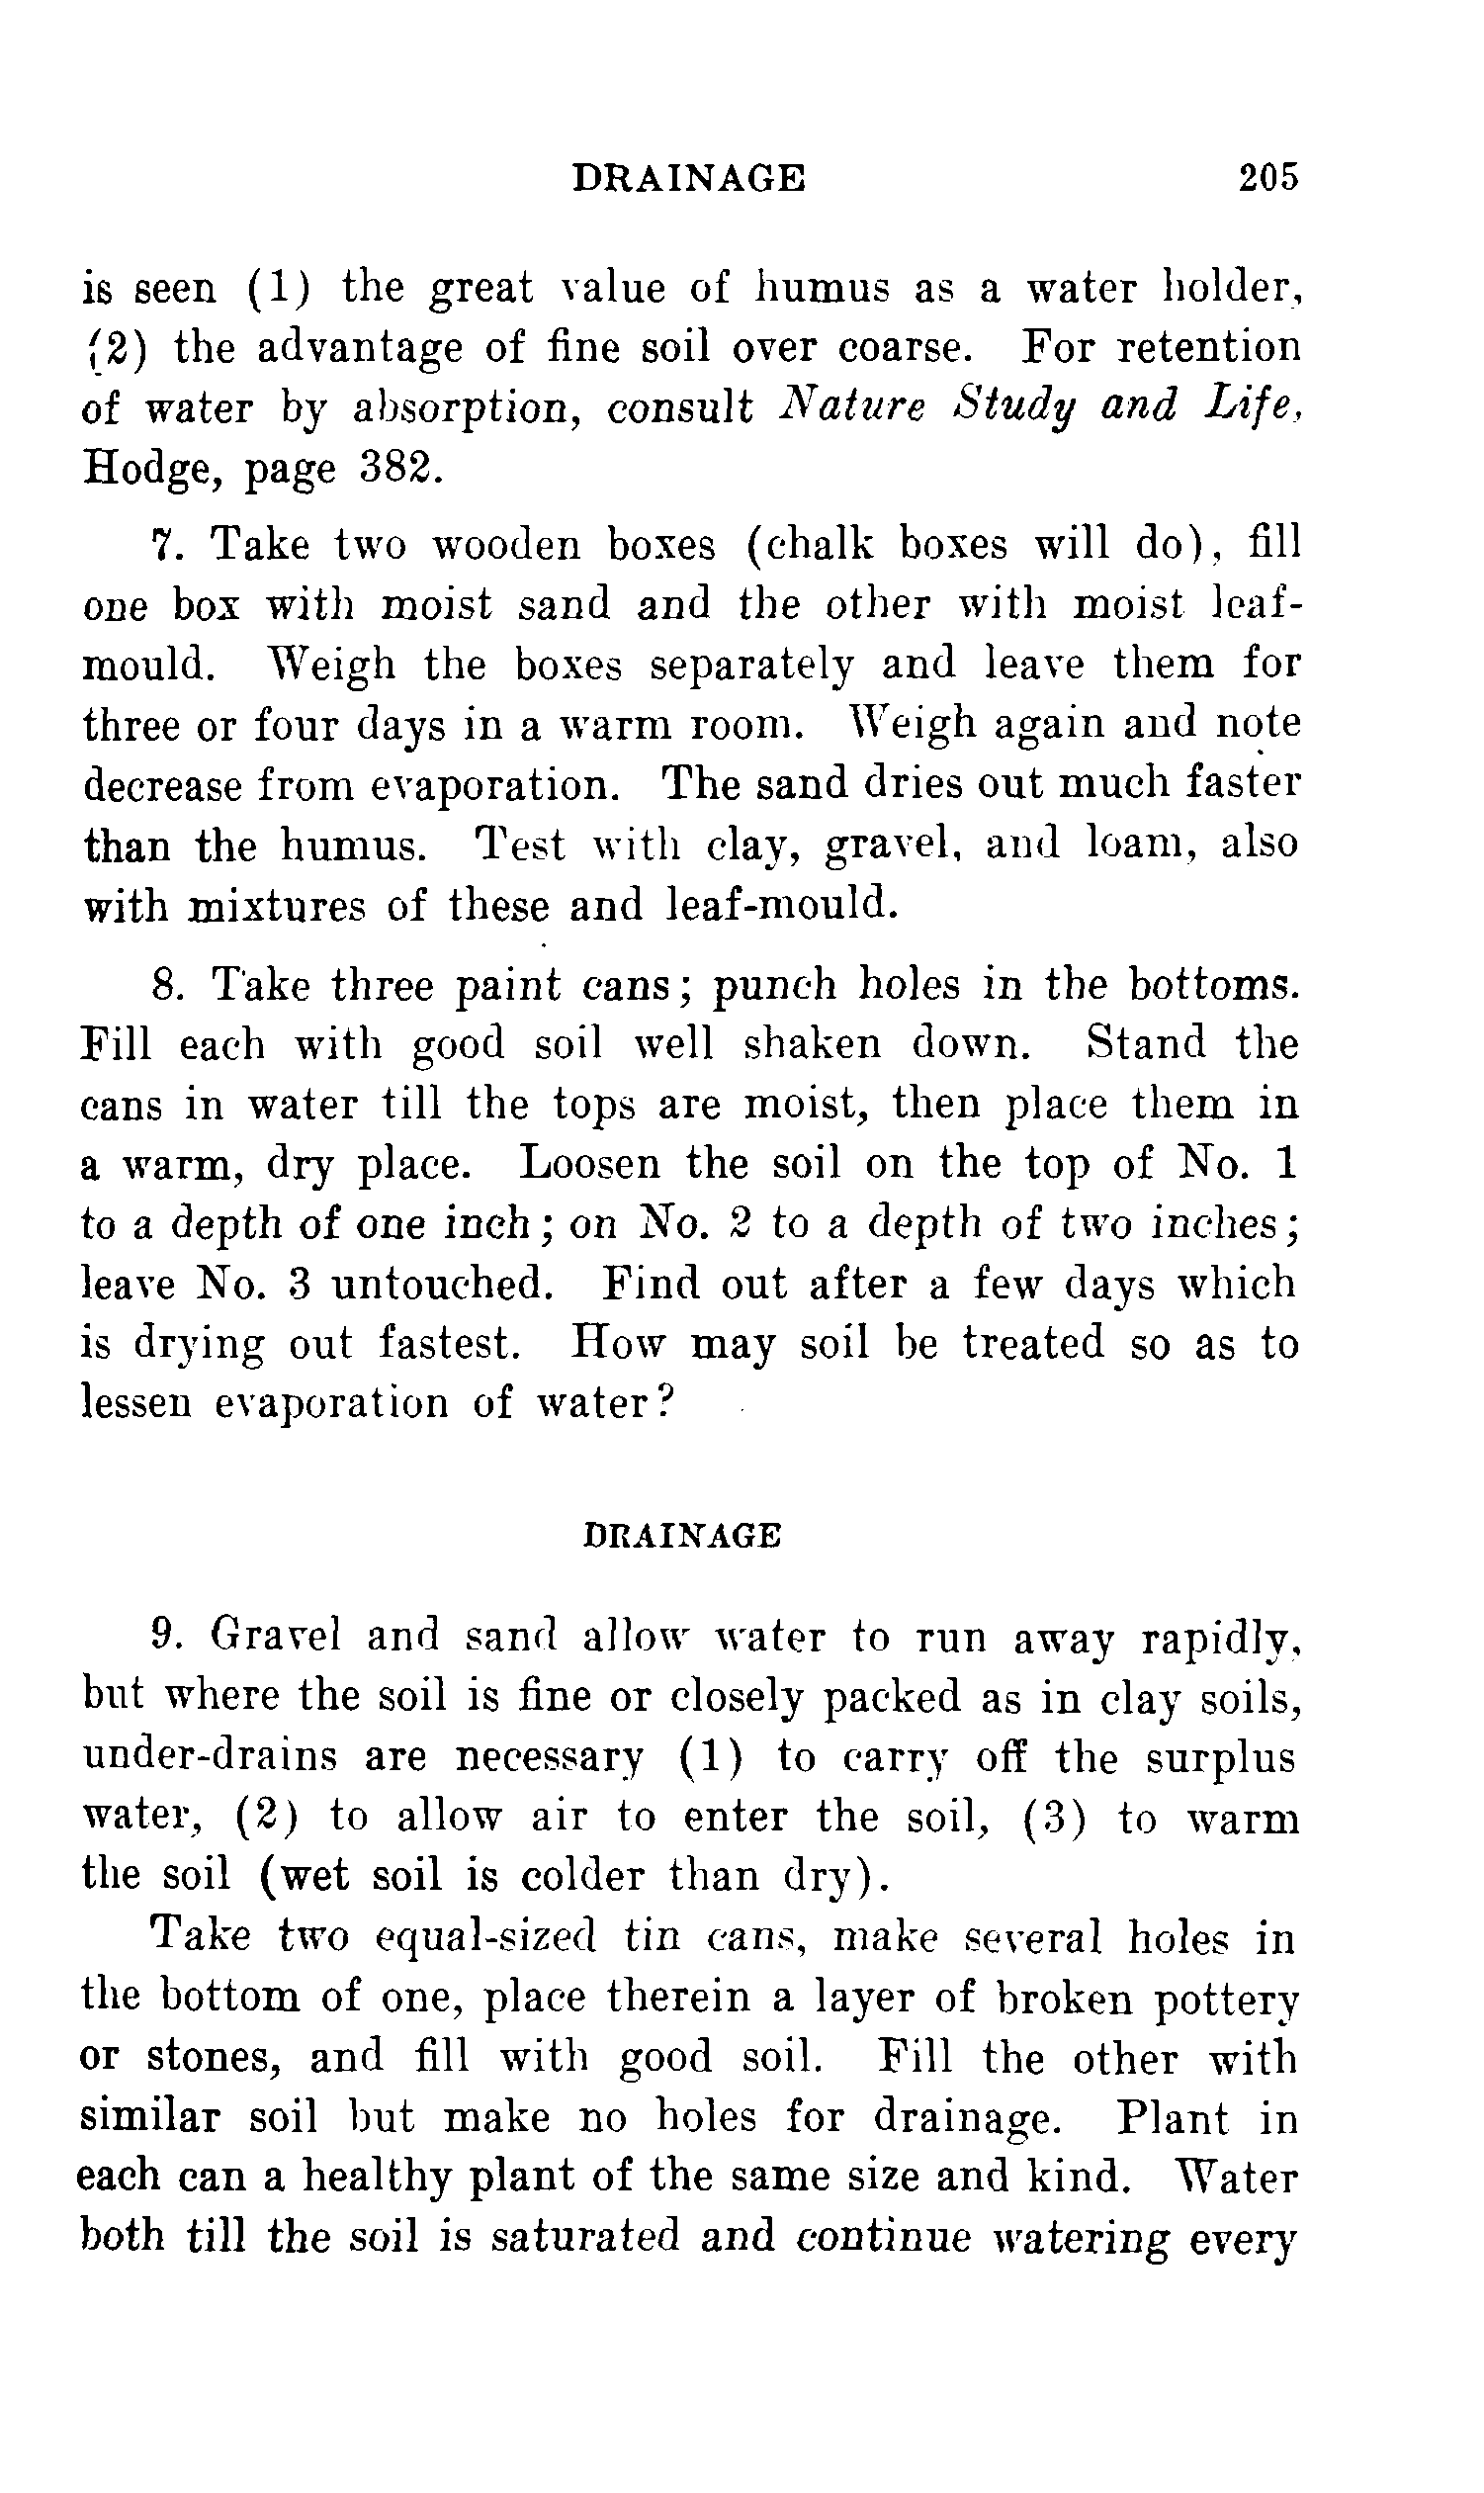 DRAINAGE 205
is seen (1) the great value of humus as a water holder,
(2) the advantage of fine soil over coarse. For retention
of water by absorption, consult Nature Study and Life,
Hodge, page 382.
7. Take two wooden boxes (chalk boxes will do), fill
one box with moist sand and the other with moist leaf-
mould. Weigh the boxes separately and leave them for
three or four days in a warm room. Weigh again and note
decrease from evaporation. The sand dries out much faster
than the humus. Test with clay, gravel, and loam, also
with mixtures of these and leaf-mould.
8. Take three paint cans; punch holes in the bottoms.
Fill each with good soil well shaken down. Stand the
cans in water till the tops are moist, then place them in
a warm, dry place. Loosen the soil on the top of No. 1
to a depth of one inch; on No. 2 to a depth of two inches;
leave No. 3 untouched. Find out after a few days which
is drying out fastest. How may soil be treated so as to
lessen evaporation of water?
DRAINAGE
9. Gravel and sand allow water to run away rapidly,
but where the soil is fine or closely packed as in clay soils,
under-drains are necessary (1) to carry off the surplus
water, (2) to allow air to enter the soil, (3) to warm
the soil (wet soil is colder than dry).
Take two equal-sized tin cans, make several holes in
the bottom of one, place therein a layer of broken pottery
or stones, and fill with good soil. Fill the other with
similar soil but make no holes for drainage. Plant in
each can a healthy plant of the same size and kind. Water
both till the soil is saturated and continue watering every